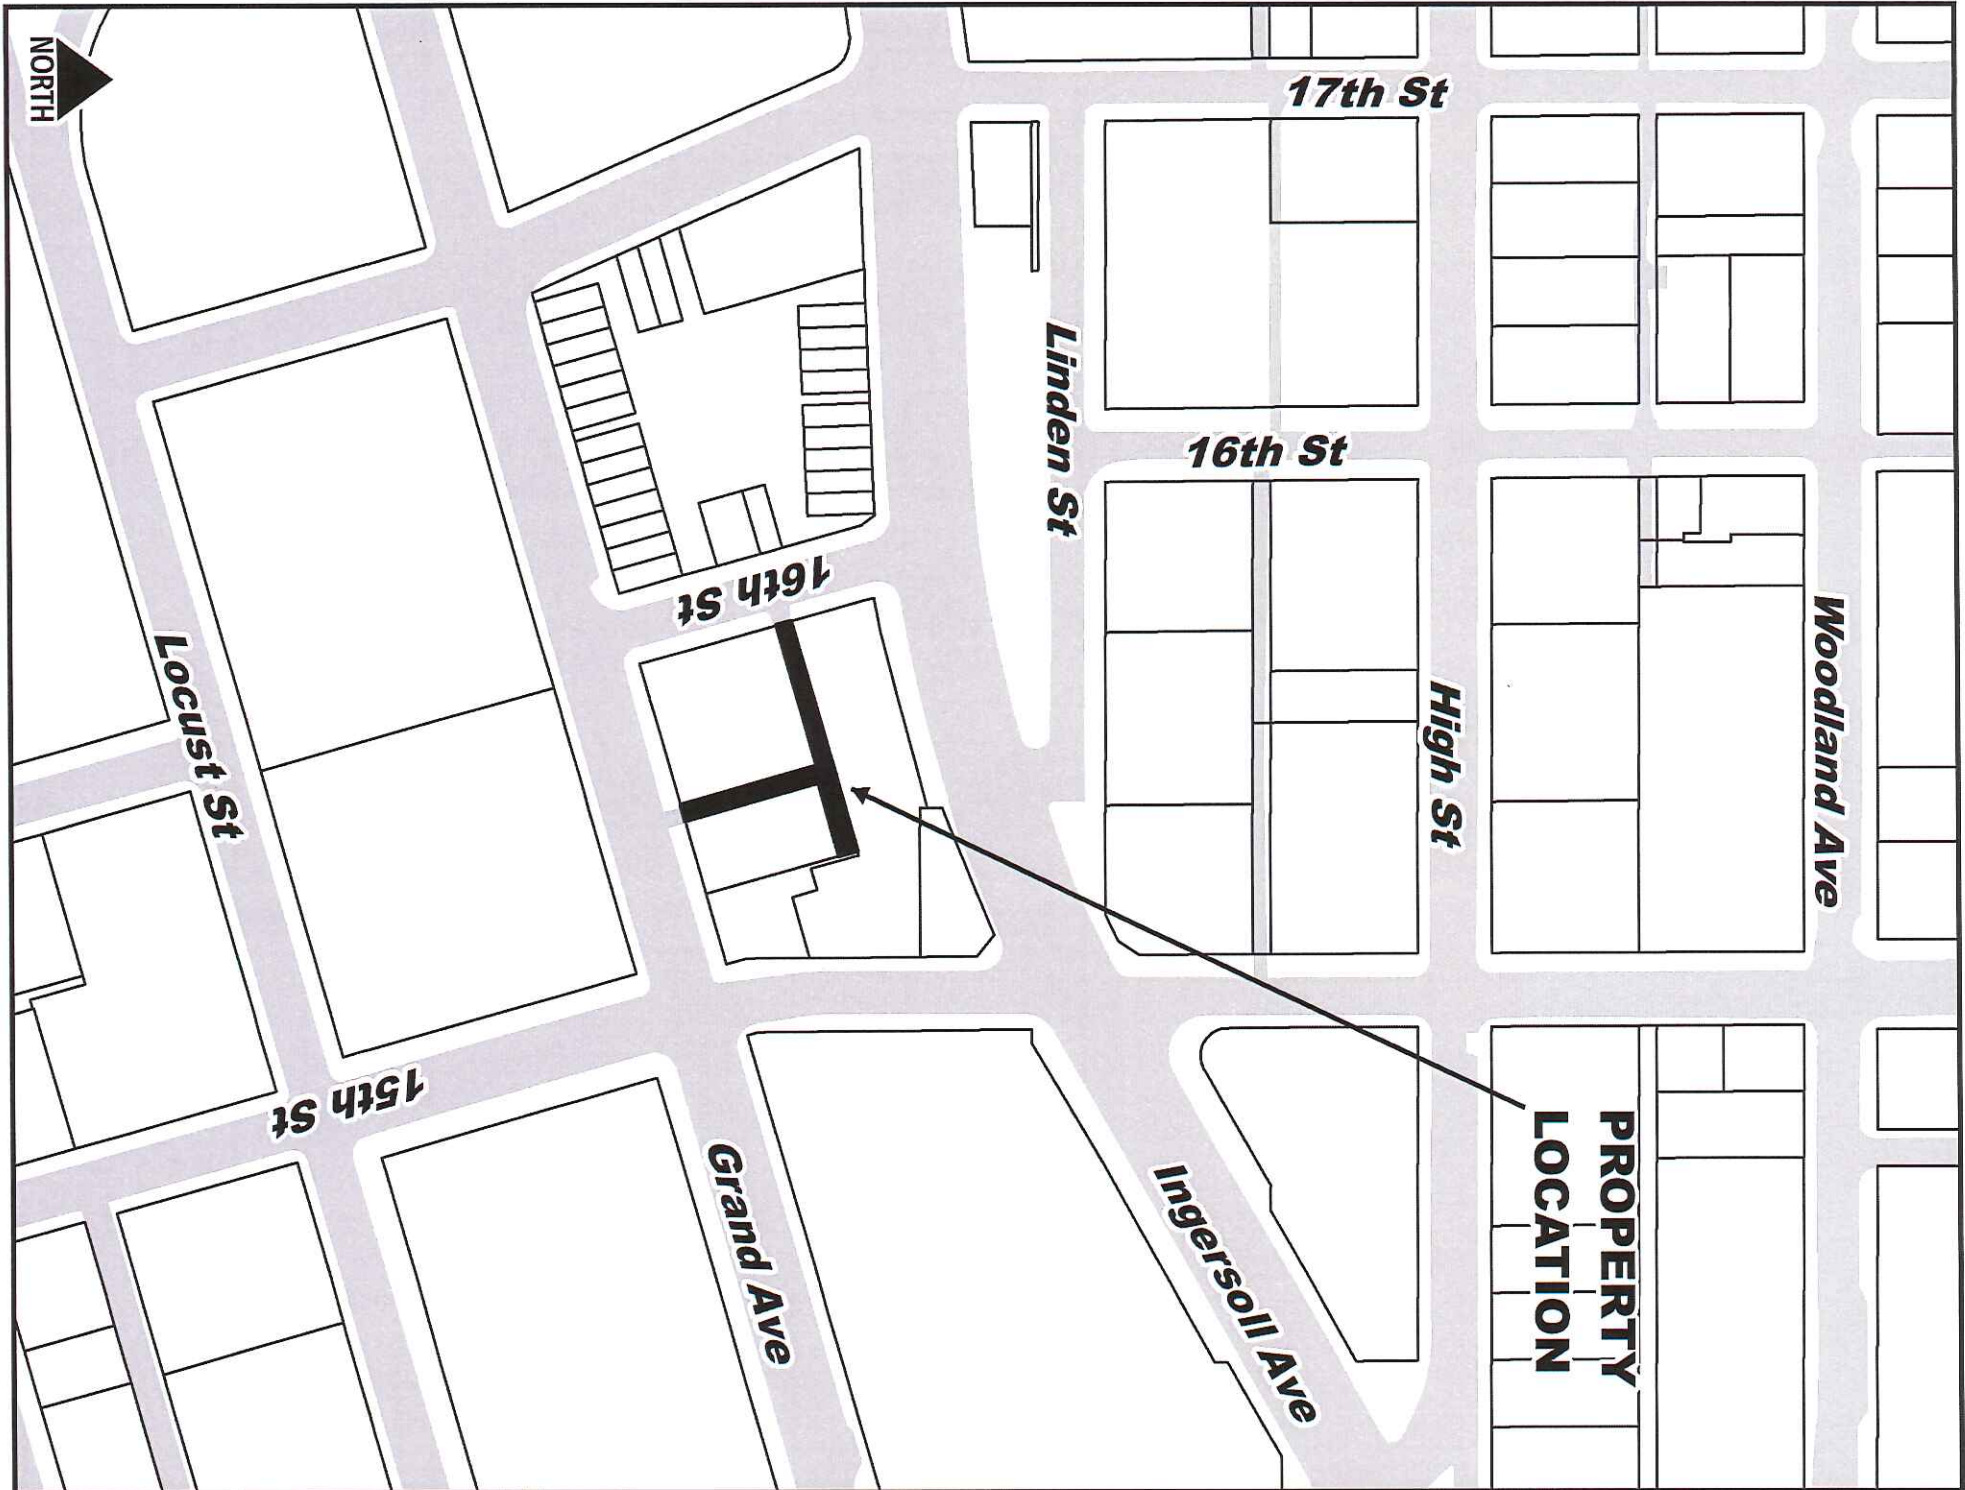 NORTH
17th St
16th St
Linden St
16th St
Woodland Ave
High St
Locust St
15th St
Grand Ave
Ingersoll Ave
PROPERTY
LOCATION